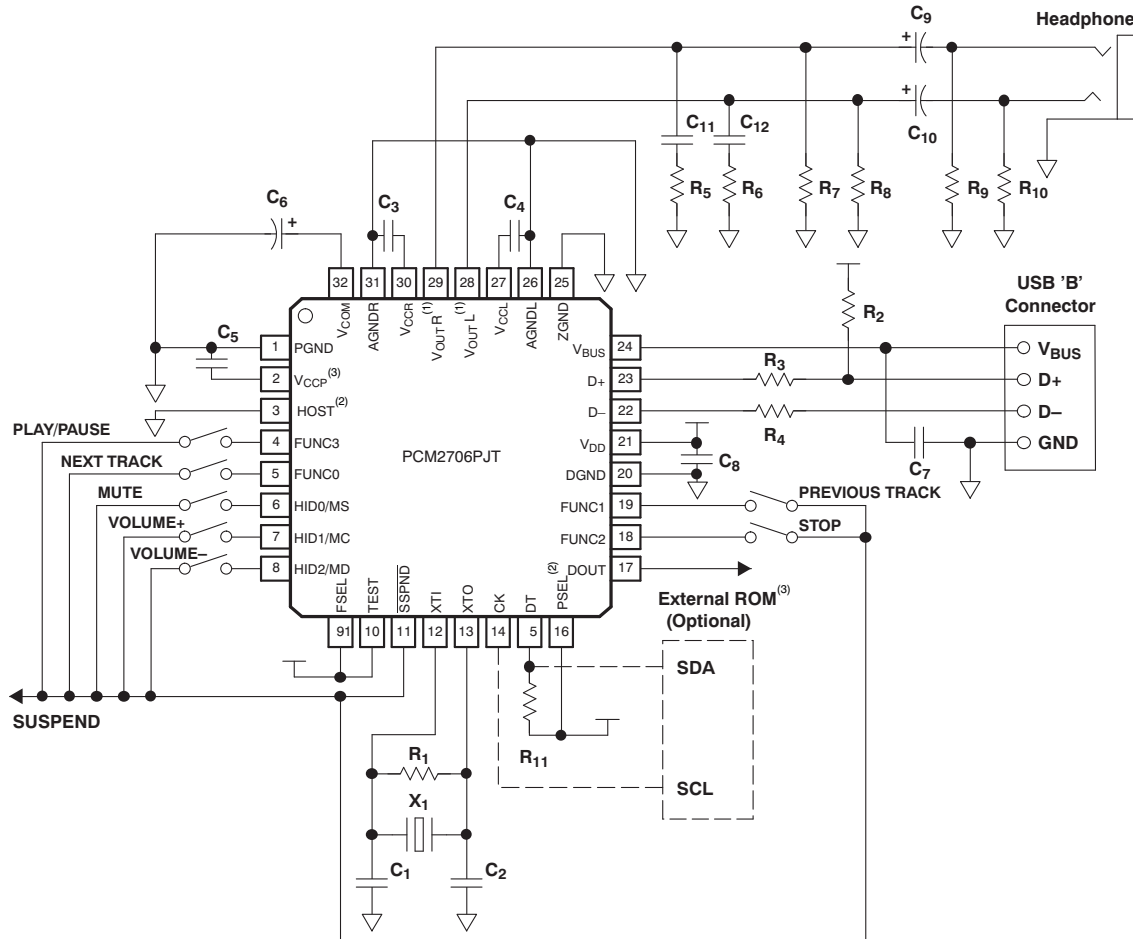 C9
Headphone
+
+
C10
C11
C12
R5
R6
R7
R8
R9
R10
C6
+
C3
C4
32
31
30
29
28
27
26
25
VCOM
AGNDR
VCCR
VOUTR(1)
VOUTL(1)
VCCL
AGNDL
ZGND
USB 'B'
Connector
R2
C5
1 PGND
VBUS 24
VBUS
2 VCCP(3)
D+ 23
R3
D+
3 HOST(2)
D– 22
R4
D–
PLAY/PAUSE
4 FUNC3
PCM2706PJT
VDD 21
C8
C7
GND
NEXT TRACK
5 FUNC0
DGND 20
MUTE
6 HID0/MS
FUNC1 19
PREVIOUS TRACK
VOLUME+
7 HID1/MC
FUNC2 18
STOP
VOLUME–
8 HID2/MD
DOUT 17
FSEL
TEST
SSPND
XTI
XTO
CK
DT
PSEL(2)
91
10
11
12
13
14
5
16
External ROM(3)
(Optional)
SDA
SUSPEND
R11
R1
SCL
X1
C1
C2